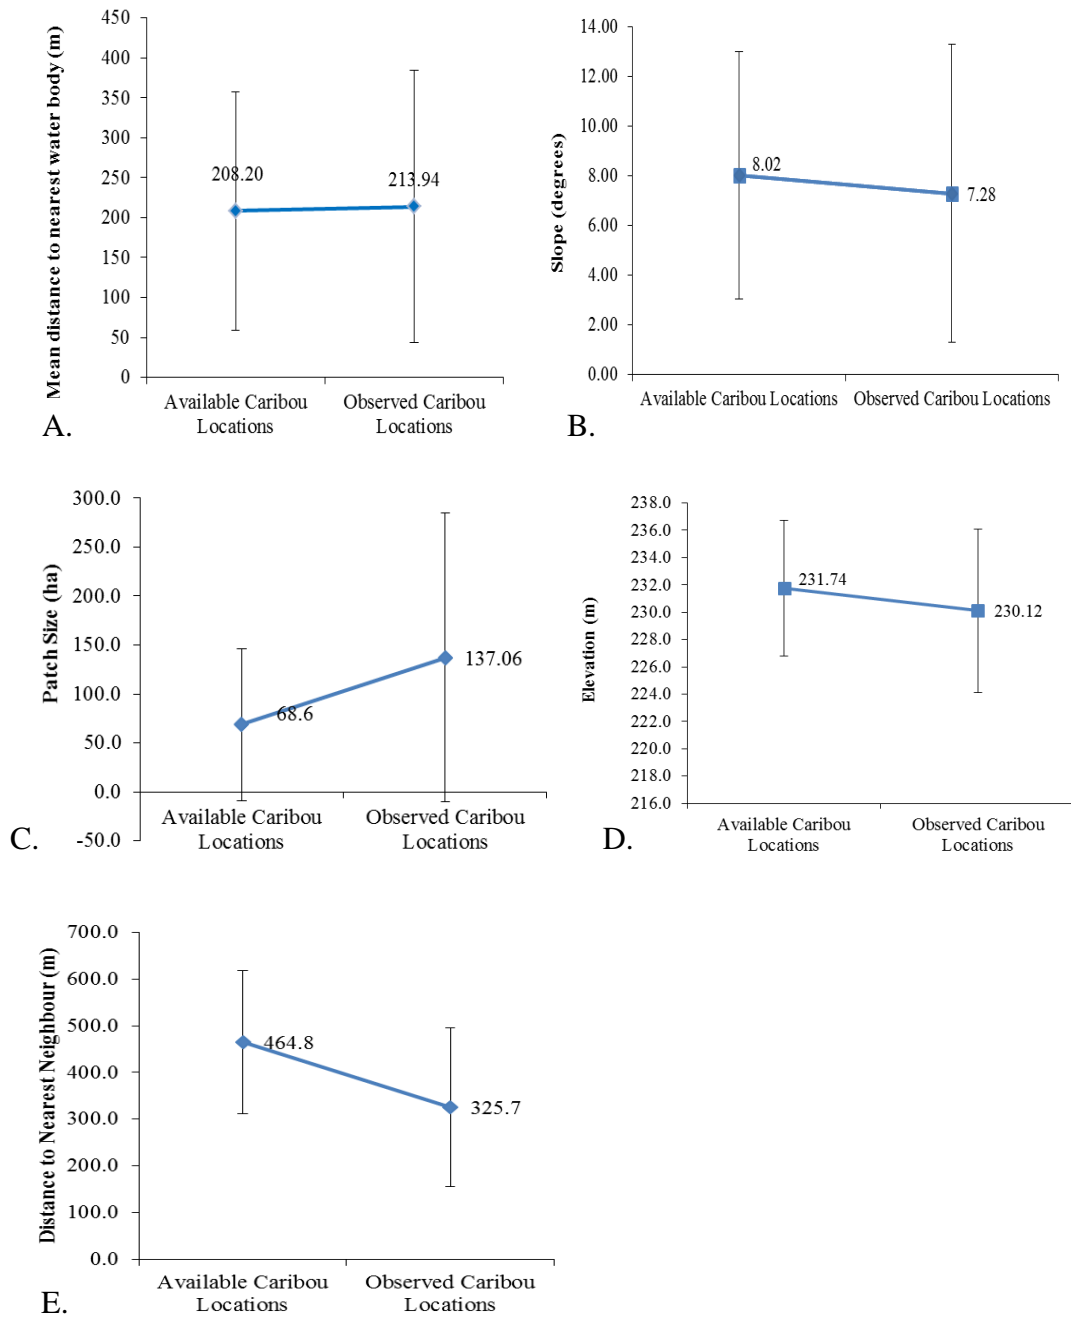 Mean distance to nearest water body (m)
450
400
350
300
250
200
150
100
50
0
208.20
213.94
Available Caribou
Locations
Observed Caribou
Locations
A.
Slope (degrees)
14.00
12.00
10.00
8.00
6.00
4.00
2.00
0.00
8.02
7.28
Available Caribou Locations
Observed Caribou Locations
B.
Patch Size (ha)
300.0
250.0
200.0
150.0
100.0
50.0
0.0
-50.0
68.6
137.06
Available Caribou
Locations
Observed Caribou
Locations
C.
Elevation (m)
238.0
236.0
234.0
232.0
230.0
228.0
226.0
224.0
222.0
220.0
218.0
216.0
231.74
230.12
Available Caribou
Locations
Observed Caribou
Locations
D.
Distance to Nearest Neighbour (m)
700.0
600.0
500.0
400.0
300.0
200.0
100.0
0.0
464.8
325.7
Available Caribou
Locations
Observed Caribou
Locations
E.